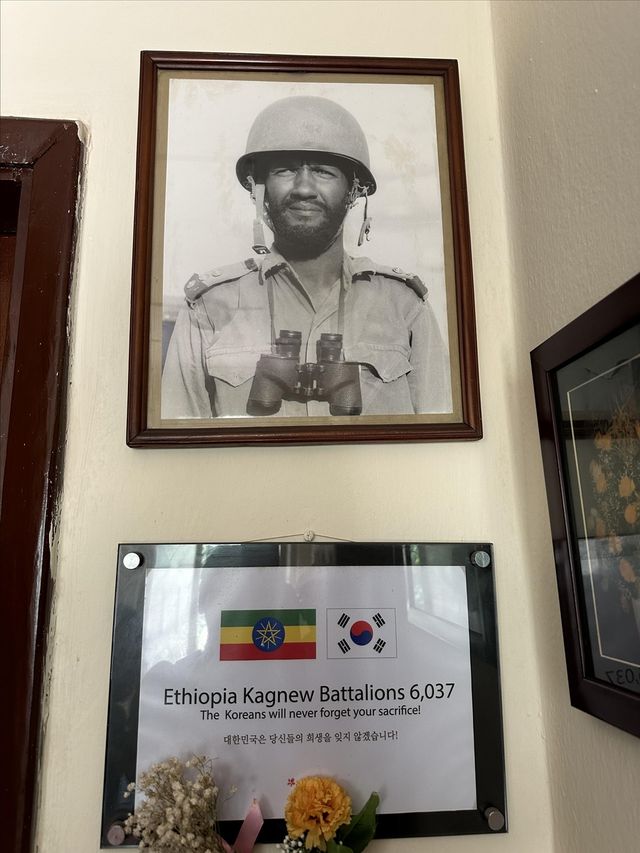 Ethiopia Kagnew Battalions 6,037
The Koreans will never forget your sacrifice!
대한민국은 당신들의 희생을 잊지 않겠습니다!